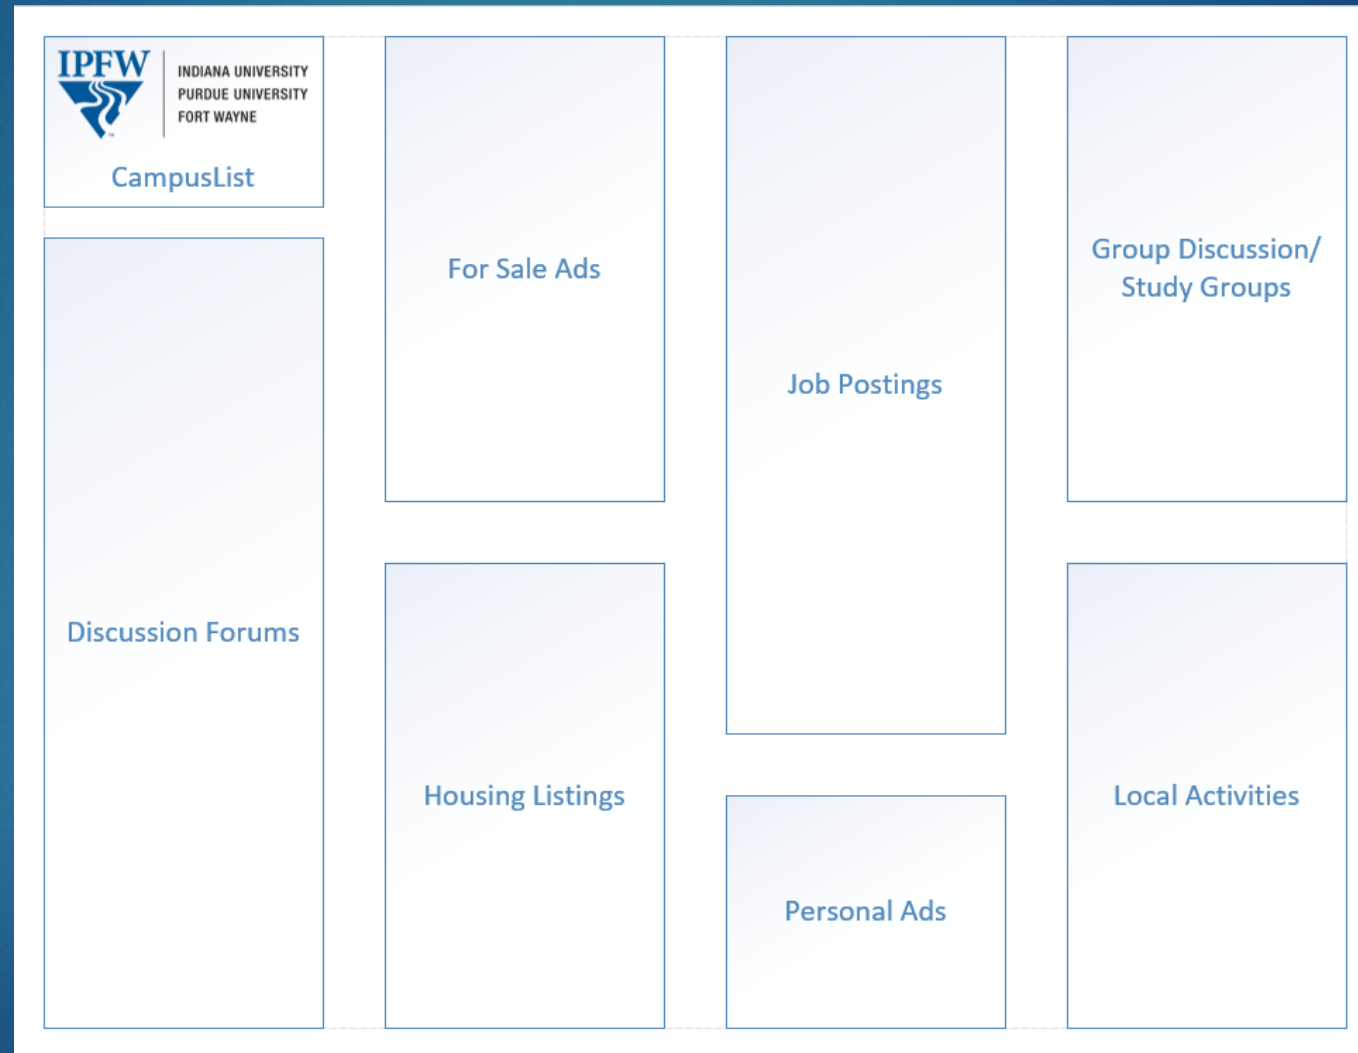 IPFW
INDIANA UNIVERSITY
PURDUE UNIVERSITY
FORT WAYNE
CampusList
Discussion Forums
For Sale Ads
Housing Listings
Job Postings
Personal Ads
Group Discussion/
Study Groups
Local Activities